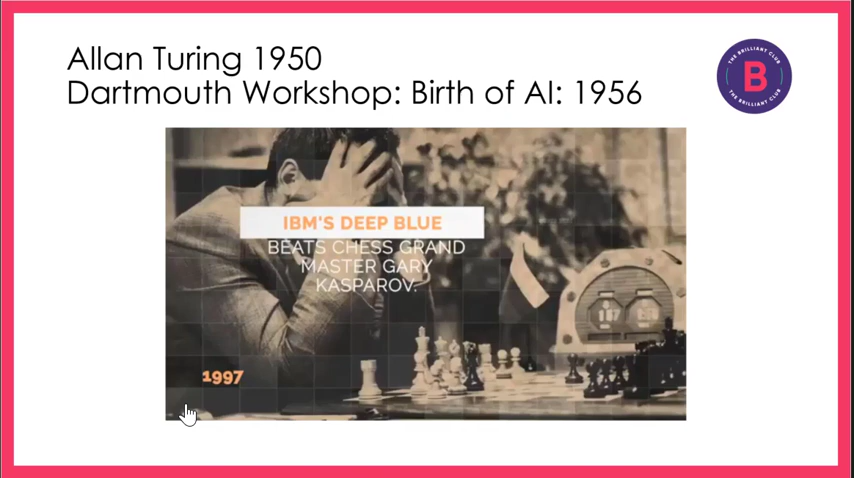 Allan Turing 1950
Dartmouth Workshop: Birth of AI: 1956
THE BRILLIANT CLUB
B
THE BRILLIANT CLUB
IBM'S DEEP BLUE
BEATS CHESS GRAND
MASTER GARY
KASPAROV.
1997